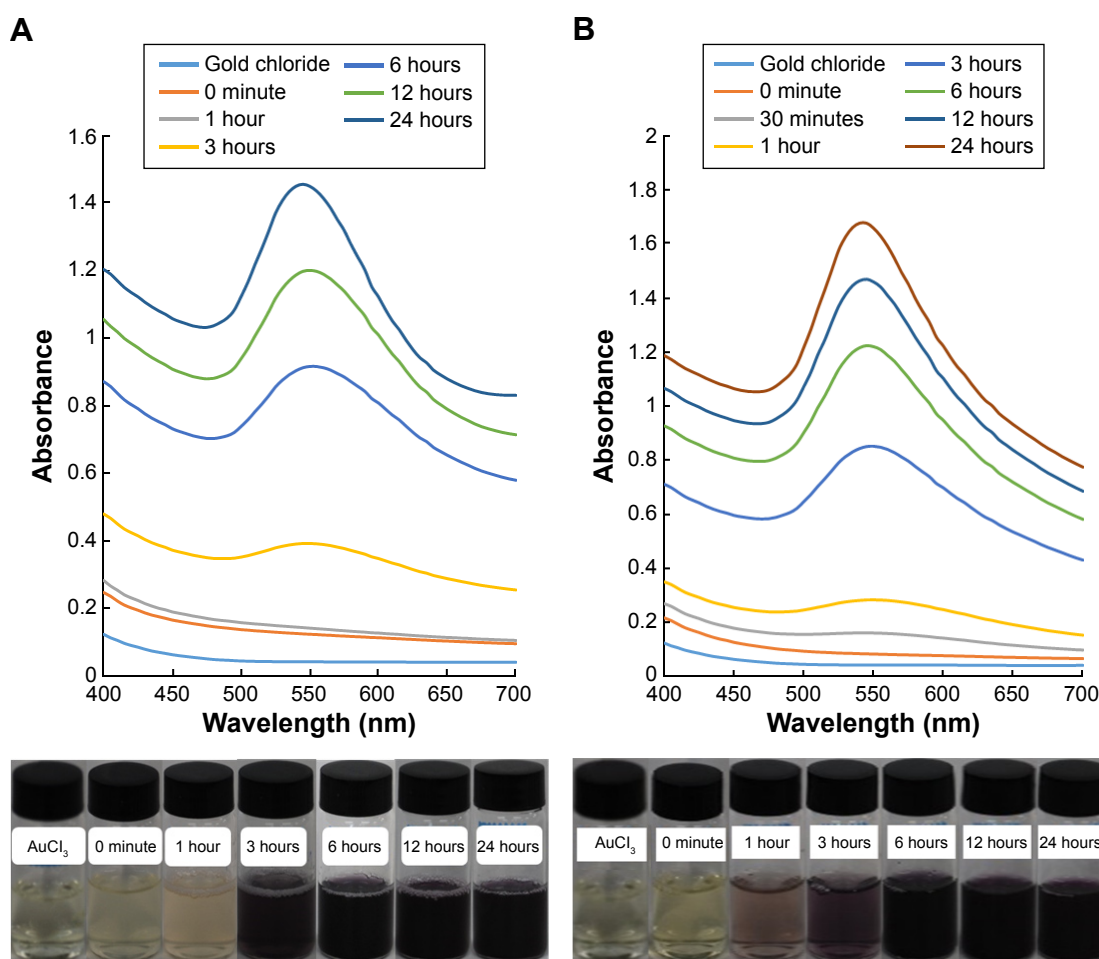 A
Gold chloride
0 minute
1 hour
3 hours
6 hours
12 hours
24 hours
1.6
1.4
1.2
1
0.8
0.6
0.4
0.2
0
Absorbance
400 450 500 550 600 650 700
Wavelength (nm)
AuCl₃ 0 minute 1 hour 3 hours 6 hours 12 hours 24 hours
B
Gold chloride
0 minute
30 minutes
1 hour
3 hours
6 hours
12 hours
24 hours
2
1.8
1.6
1.4
1.2
1
0.8
0.6
0.4
0.2
0
Absorbance
400 450 500 550 600 650 700
Wavelength (nm)
AuCl₃ 0 minute 1 hour 3 hours 6 hours 12 hours 24 hours